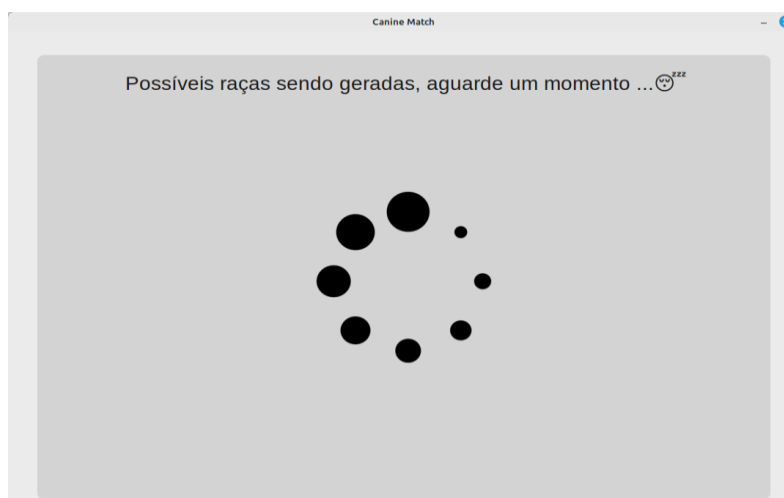 Canine Match
Possíveis raças sendo geradas, aguarde um momento ...😴